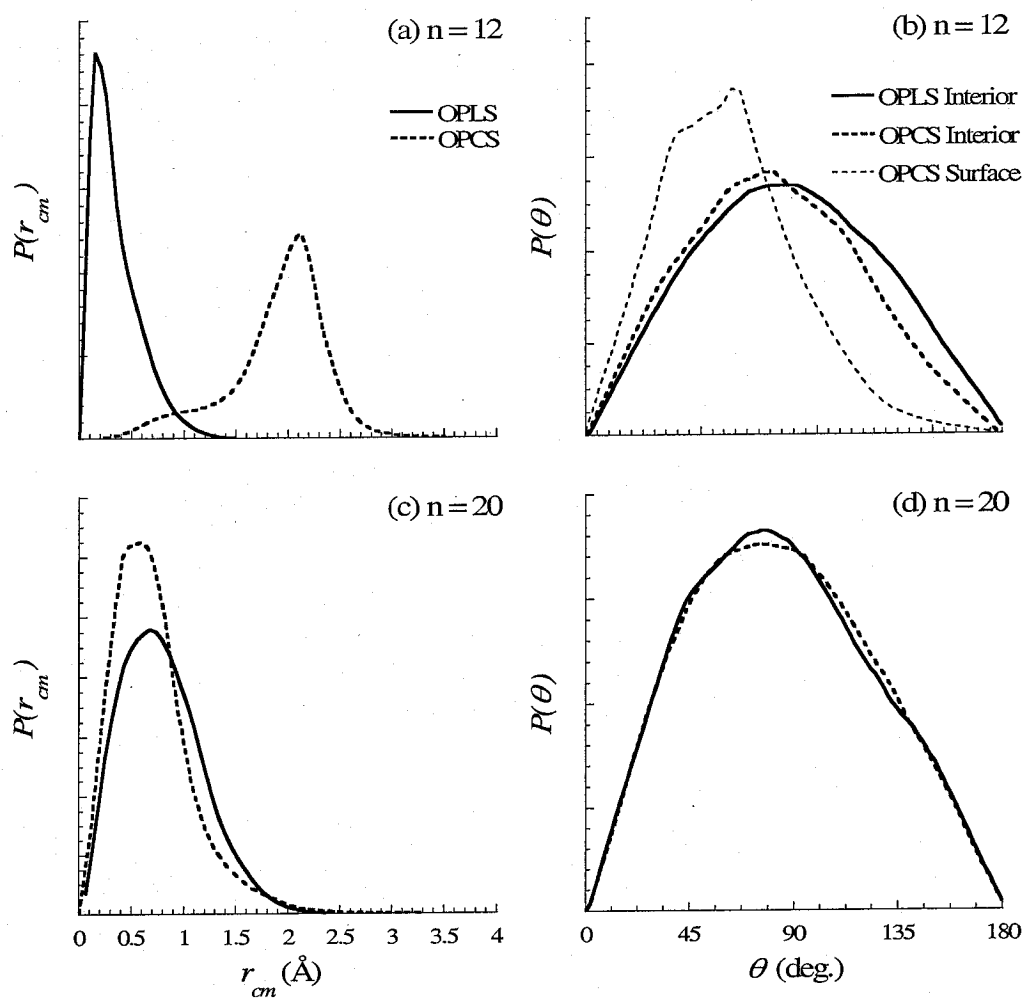 (a) n = 12
OPLS
OPCS
P(r_cm)
(b) n = 12
OPLS Interior
OPCS Interior
OPCS Surface
P(θ)
(c) n = 20
P(r_cm)
0 0.5 1 1.5 2 2.5 3 3.5 4
r_cm (Å)
(d) n = 20
P(θ)
0 45 90 135 180
θ (deg.)